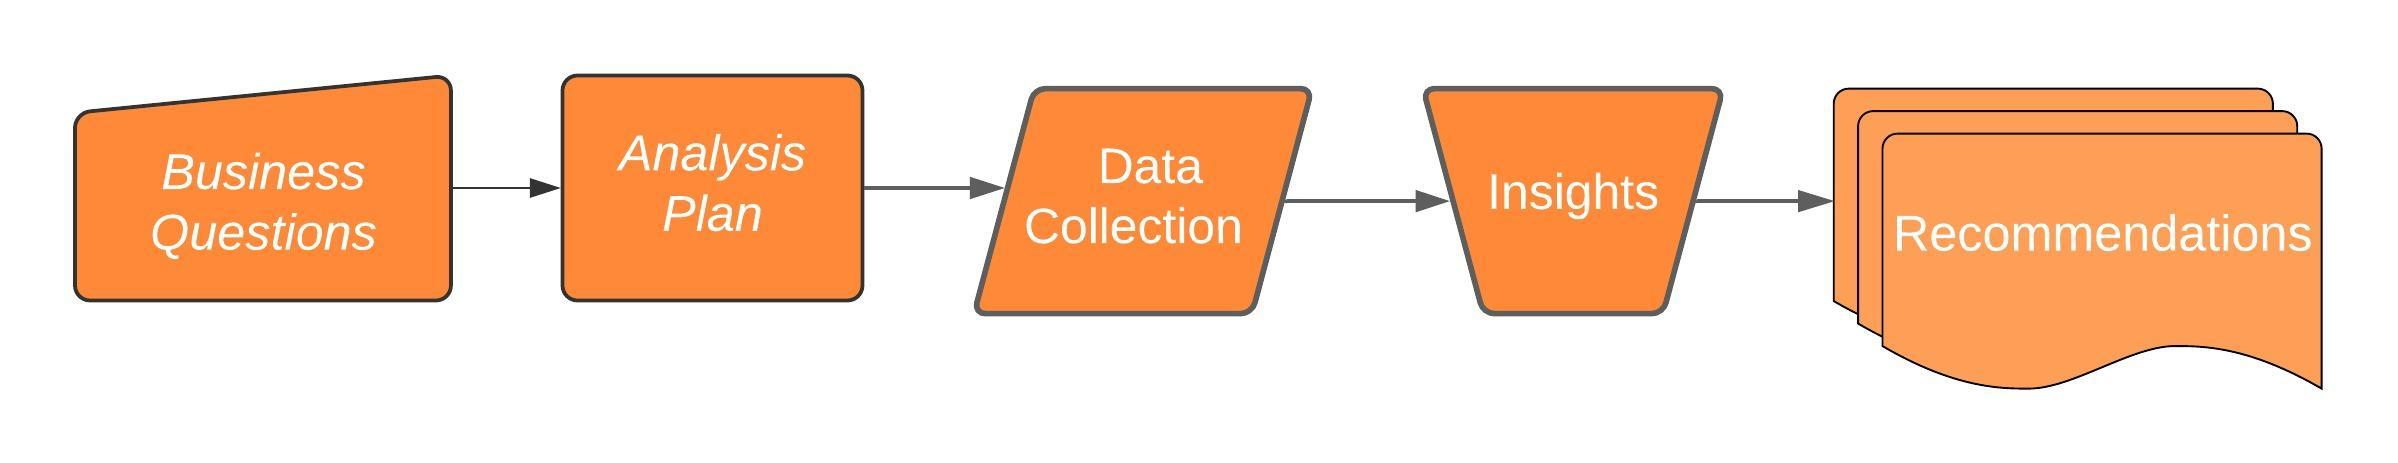 Business
Questions
Analysis
Plan
Data
Collection
Insights
Recommendations